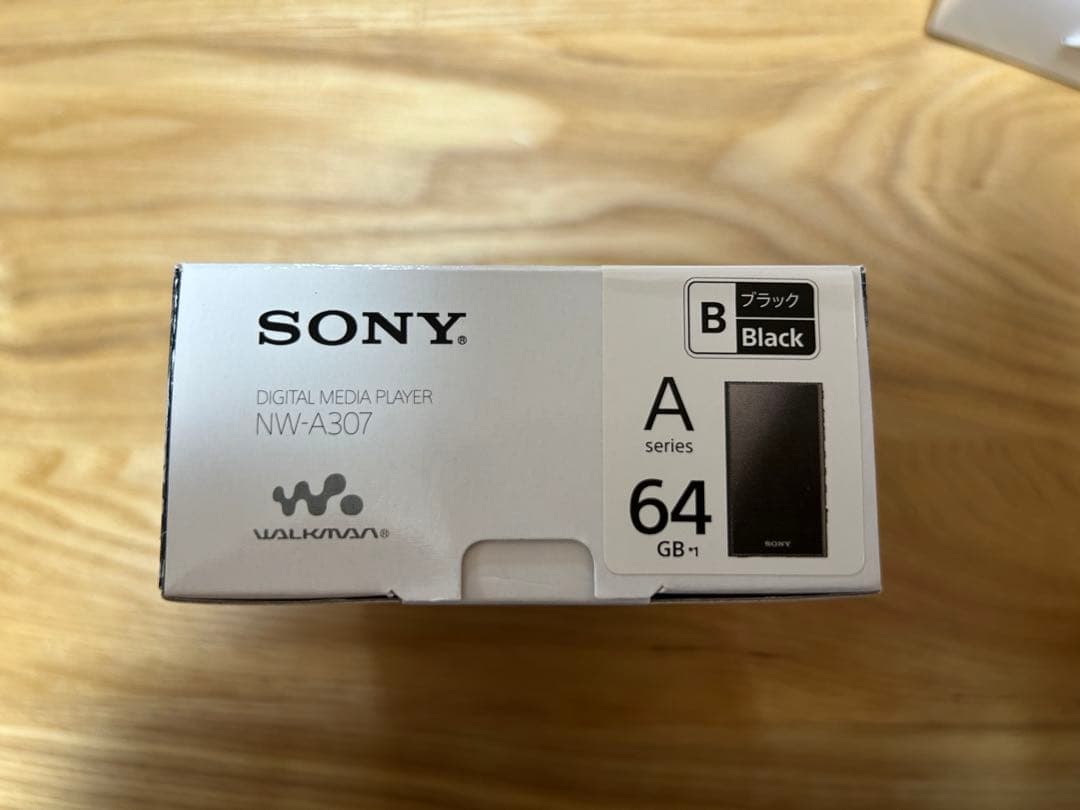 SONY®
DIGITAL MEDIA PLAYER
NW-A307
WALKMAN®
B
ブラック
Black
A
series
64
GB *1
SONY